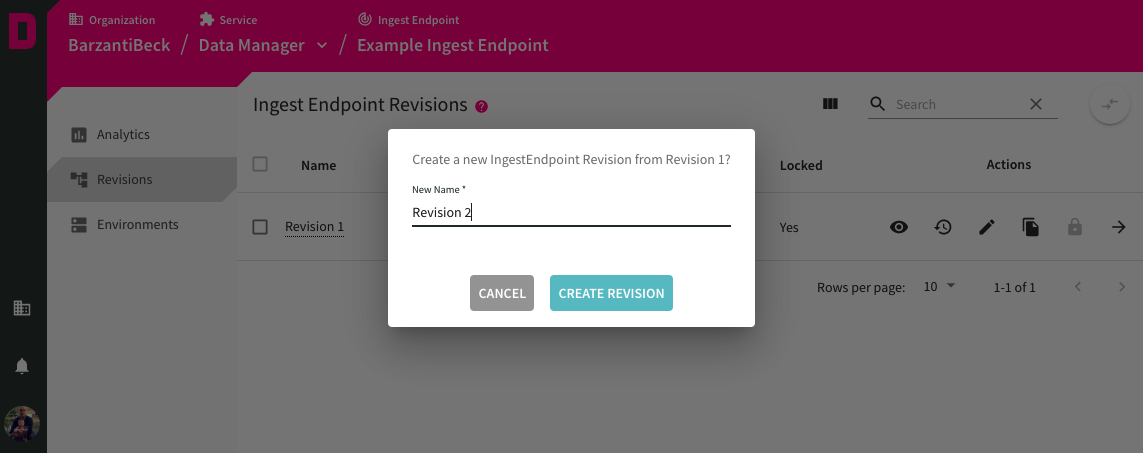 D
Organization
Service
Ingest Endpoint
BarzantiBeck / Data Manager / Example Ingest Endpoint
Analytics
Revisions
Environments
Ingest Endpoint Revisions ?
Search
Name
Locked
Actions
Revision 1
Yes
Rows per page: 10
1-1 of 1
Create a new IngestEndpoint Revision from Revision 1?
New Name *
Revision 2
CANCEL
CREATE REVISION